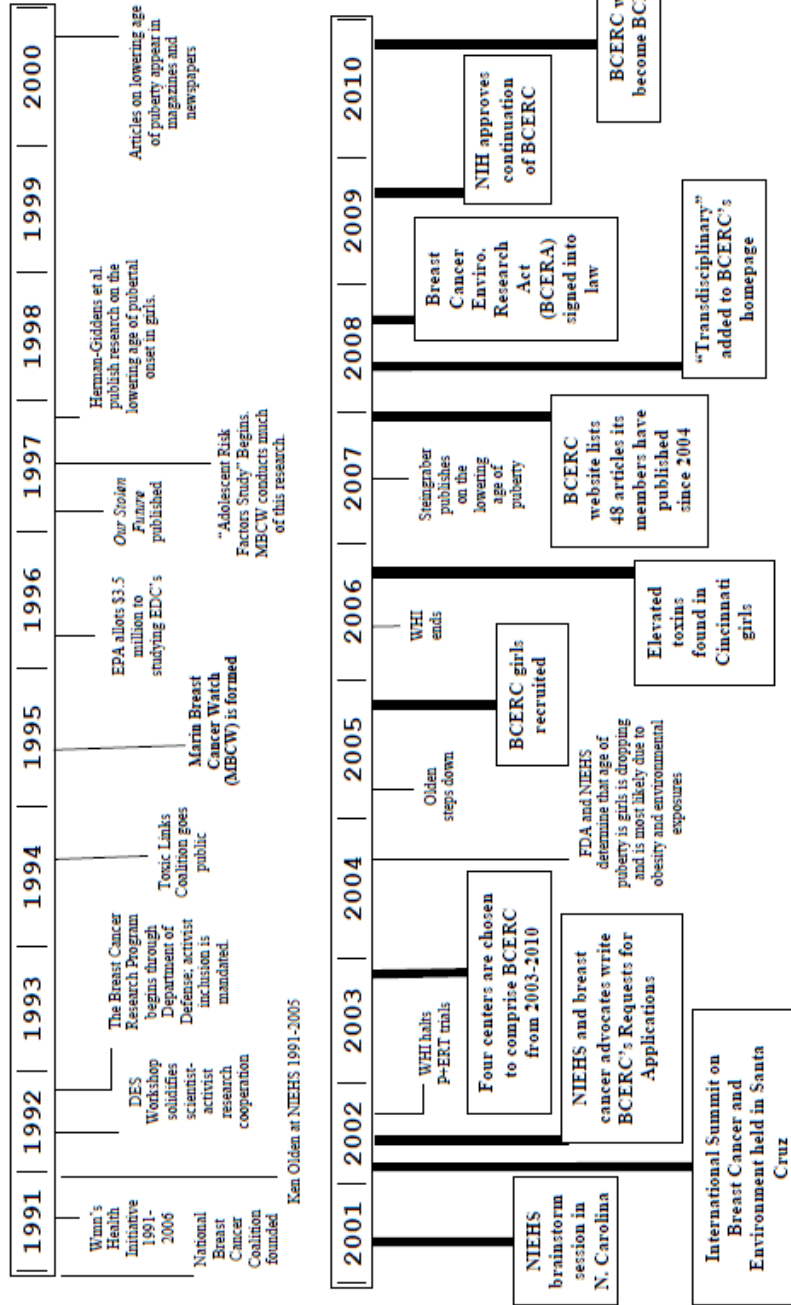 1991
1992
1993
1994
1995
1996
1997
1998
1999
2000
Wmn's
Health
Initiative
1991-
2006
National
Breast
Cancer
Coalition
founded
DES
Workshop
solidifies
scientist-
activist
research
cooperation
The Breast Cancer
Research Program
begins through
Department of
Defense; activist
inclusion is
mandated.
Toxic Links
Coalition goes
public
Marin Breast
Cancer Watch
(MBCW) is formed
EPA allots $3.5
million to
studying EDC's
Our Stolen
Future
published
"Adolescent Risk
Factors Study" Begins.
MBCW conducts much
of this research.
Herman-Giddens et al.
publish research on the
lowering age of pubertal
onset in girls.
Articles on lowering age
of puberty appear in
magazines and
newspapers
Ken Olden at NIEHS 1991-2005
2001
2002
2003
2004
2005
2006
2007
2008
2009
2010
NIEHS
brainstorm
session in
N. Carolina
International Summit on
Breast Cancer and
Environment held in Santa
Cruz
NIEHS and breast
cancer advocates write
BCERC's Requests for
Applications
WHI halts
p+ERT trials
Four centers are chosen
to comprise BCERC
from 2003-2010
FDA and NIEHS
determine that age of
puberty is girls is dropping
and is most likely due to
obesity and environmental
exposures
Olden
steps down
BCERC girls
recruited
WHI
ends
Elevated
toxins
found in
Cincinnati
girls
Steingraber
publishes
on the
lowering
age of
puberty
BCERC
website lists
48 articles its
members have
published
since 2004
"Transdisciplinary"
added to BCERC's
homepage
Breast
Cancer
Enviro.
Research
Act
(BCERA)
signed into
law
NIH approves
continuation
of BCERC
BCERC
become